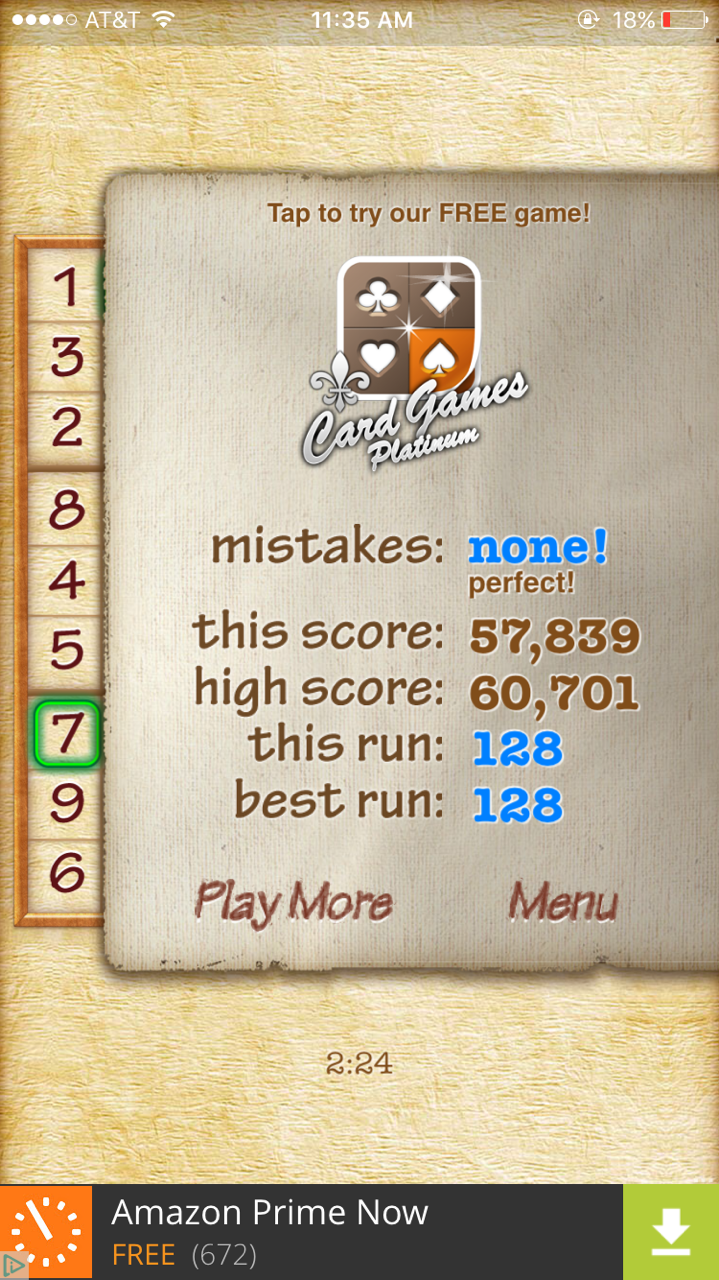 AT&T 11:35 AM 18%
Tap to try our FREE game!
Card Games
Platinum
1
3
2
8
4
5
7
9
6
mistakes: none!
perfect!
this score: 57,839
high score: 60,701
this run: 128
best run: 128
Play More Menu
2:24
Amazon Prime Now
FREE (672)